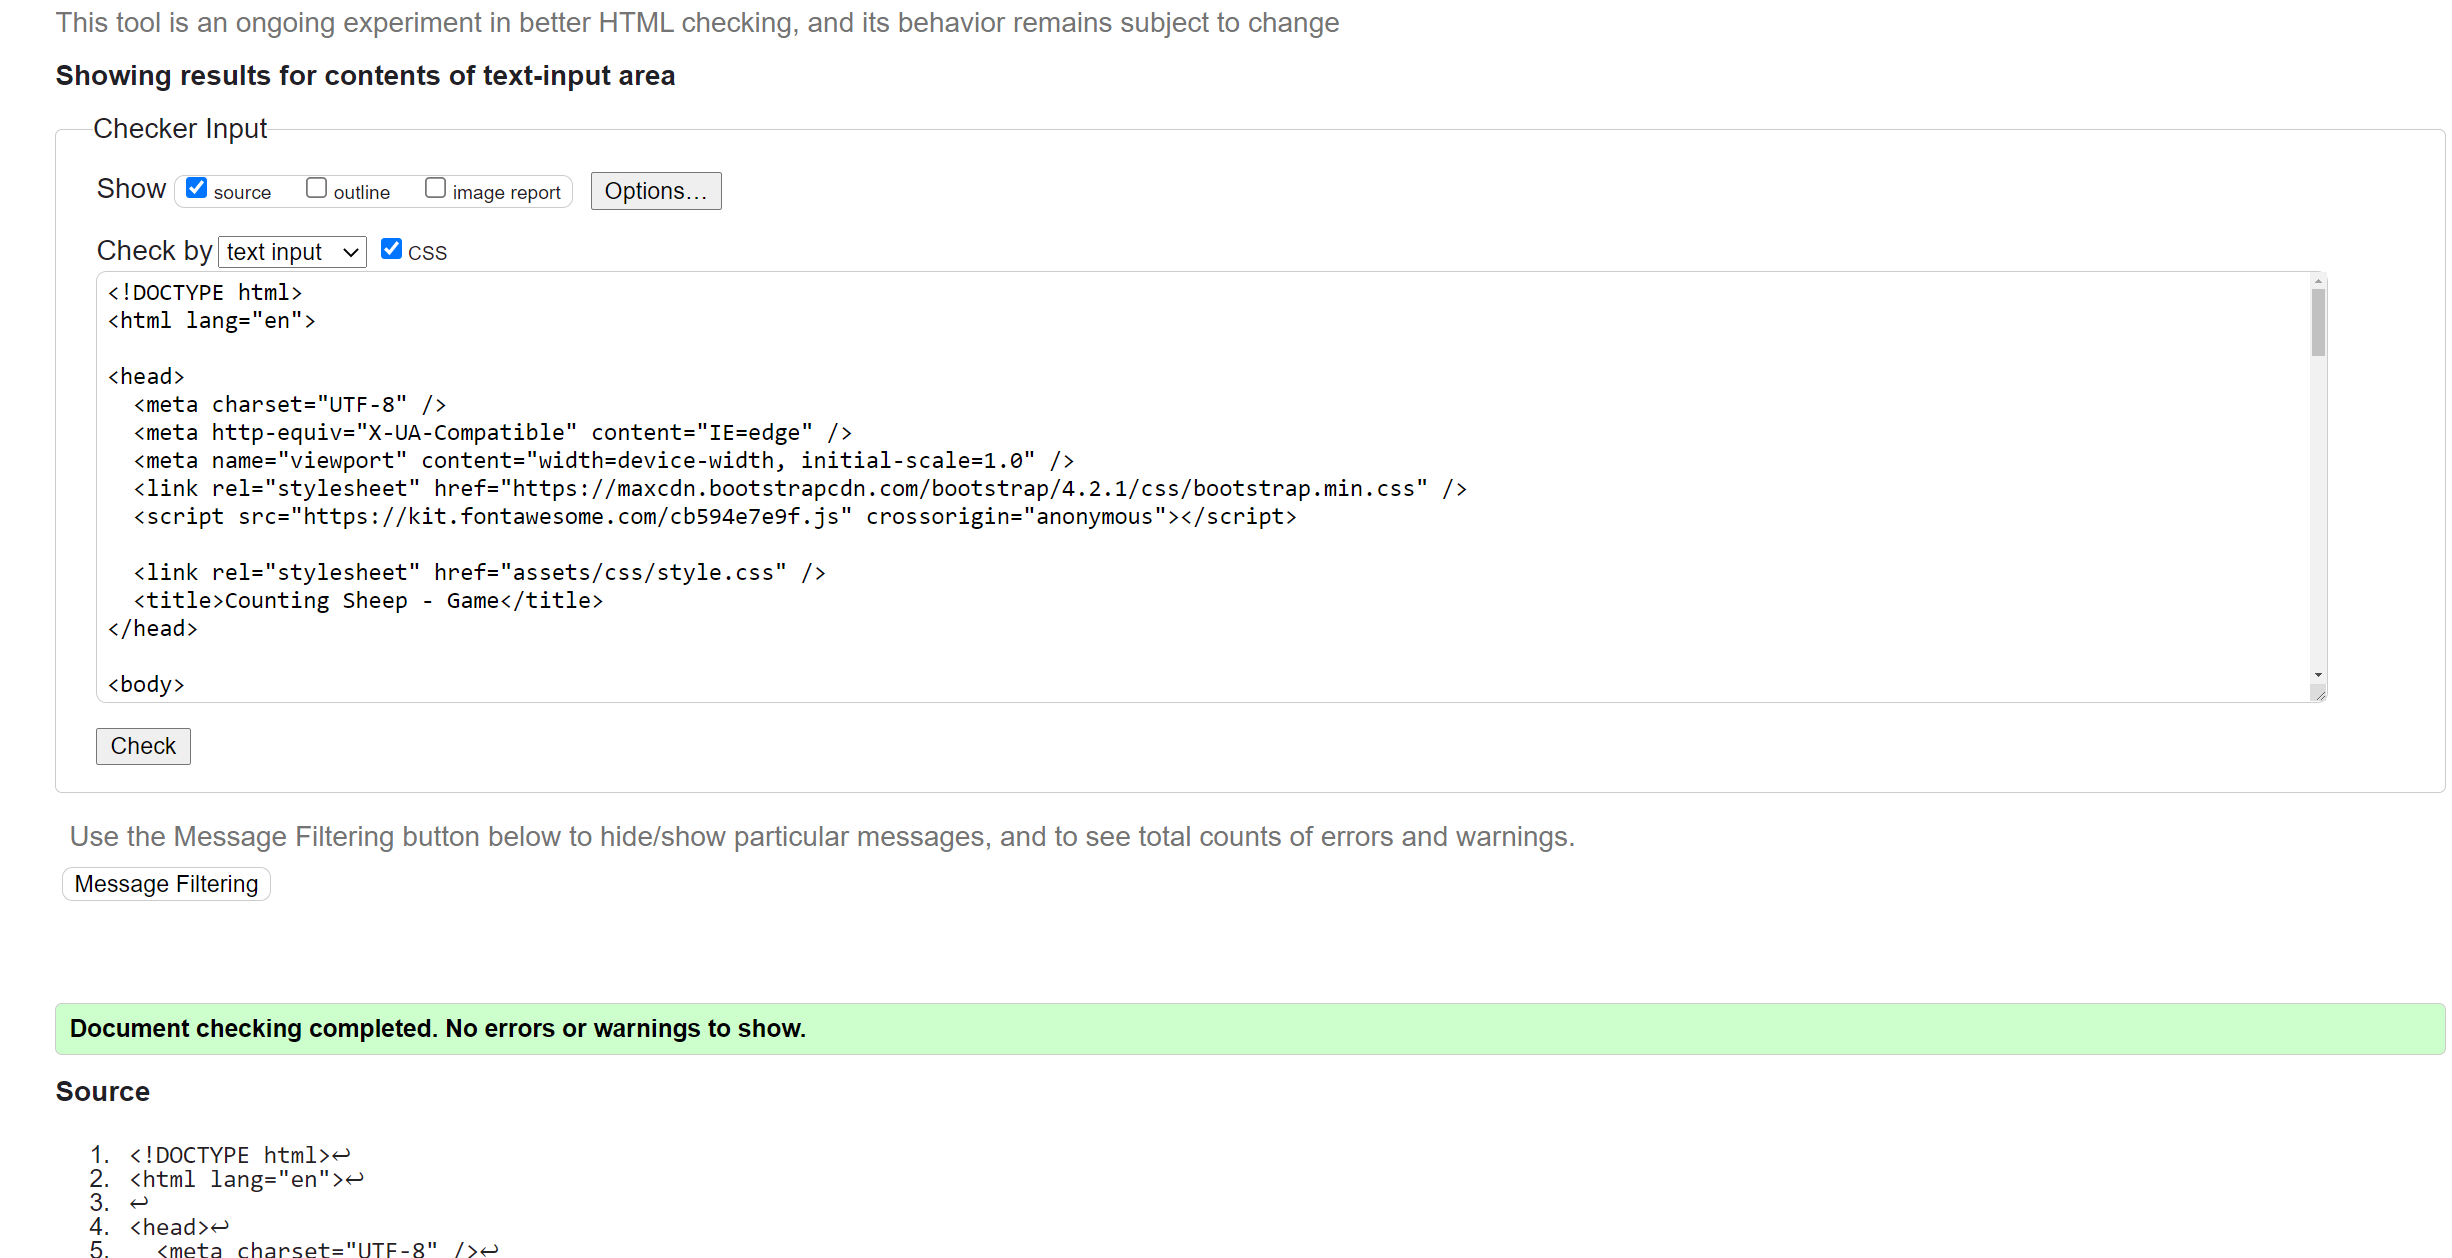 This tool is an ongoing experiment in better HTML checking, and its behavior remains subject to change
Showing results for contents of text-input area
Checker Input
Show source outline image report Options...
Check by text input CSS
<!DOCTYPE html>
<html lang="en">
<head>
<meta charset="UTF-8" />
<meta http-equiv="X-UA-Compatible" content="IE=edge" />
<meta name="viewport" content="width=device-width, initial-scale=1.0" />
<link rel="stylesheet" href="https://maxcdn.bootstrapcdn.com/bootstrap/4.2.1/css/bootstrap.min.css" />
<script src="https://kit.fontawesome.com/cb594e7e9f.js" crossorigin="anonymous"></script>
<link rel="stylesheet" href="assets/css/style.css" />
<title>Counting Sheep - Game</title>
</head>
<body>
Check
Use the Message Filtering button below to hide/show particular messages, and to see total counts of errors and warnings.
Message Filtering
Document checking completed. No errors or warnings to show.
Source
1. <!DOCTYPE html>↩
2. <html lang="en">↩
3. ↩
4. <head>↩
5. <meta charset="UTF-8" />↩